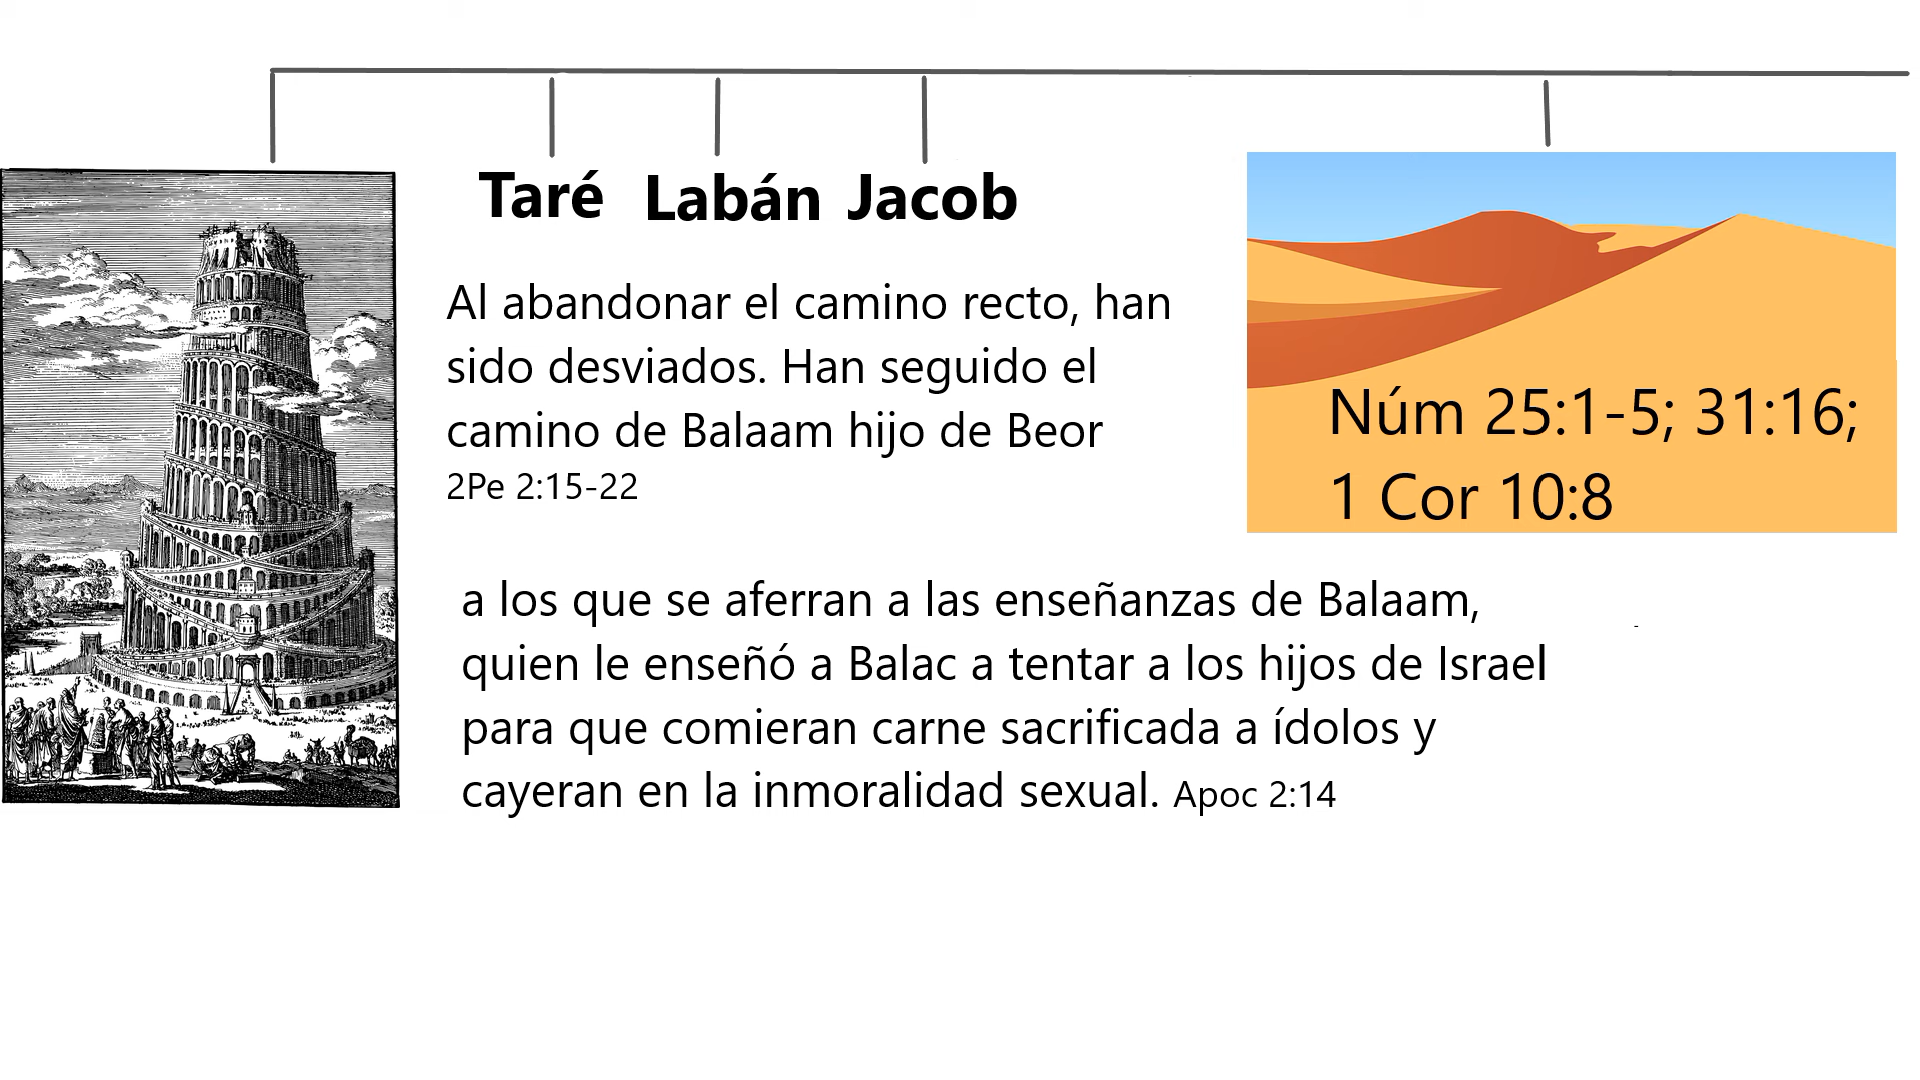 Taré Labán Jacob
Al abandonar el camino recto, han
sido desviados. Han seguido el
camino de Balaam hijo de Beor
2Pe 2:15-22
Núm 25:1-5; 31:16;
1 Cor 10:8
a los que se aferran a las enseñanzas de Balaam,
quien le enseñó a Balac a tentar a los hijos de Israel
para que comieran carne sacrificada a ídolos y
cayeran en la inmoralidad sexual. Apoc 2:14